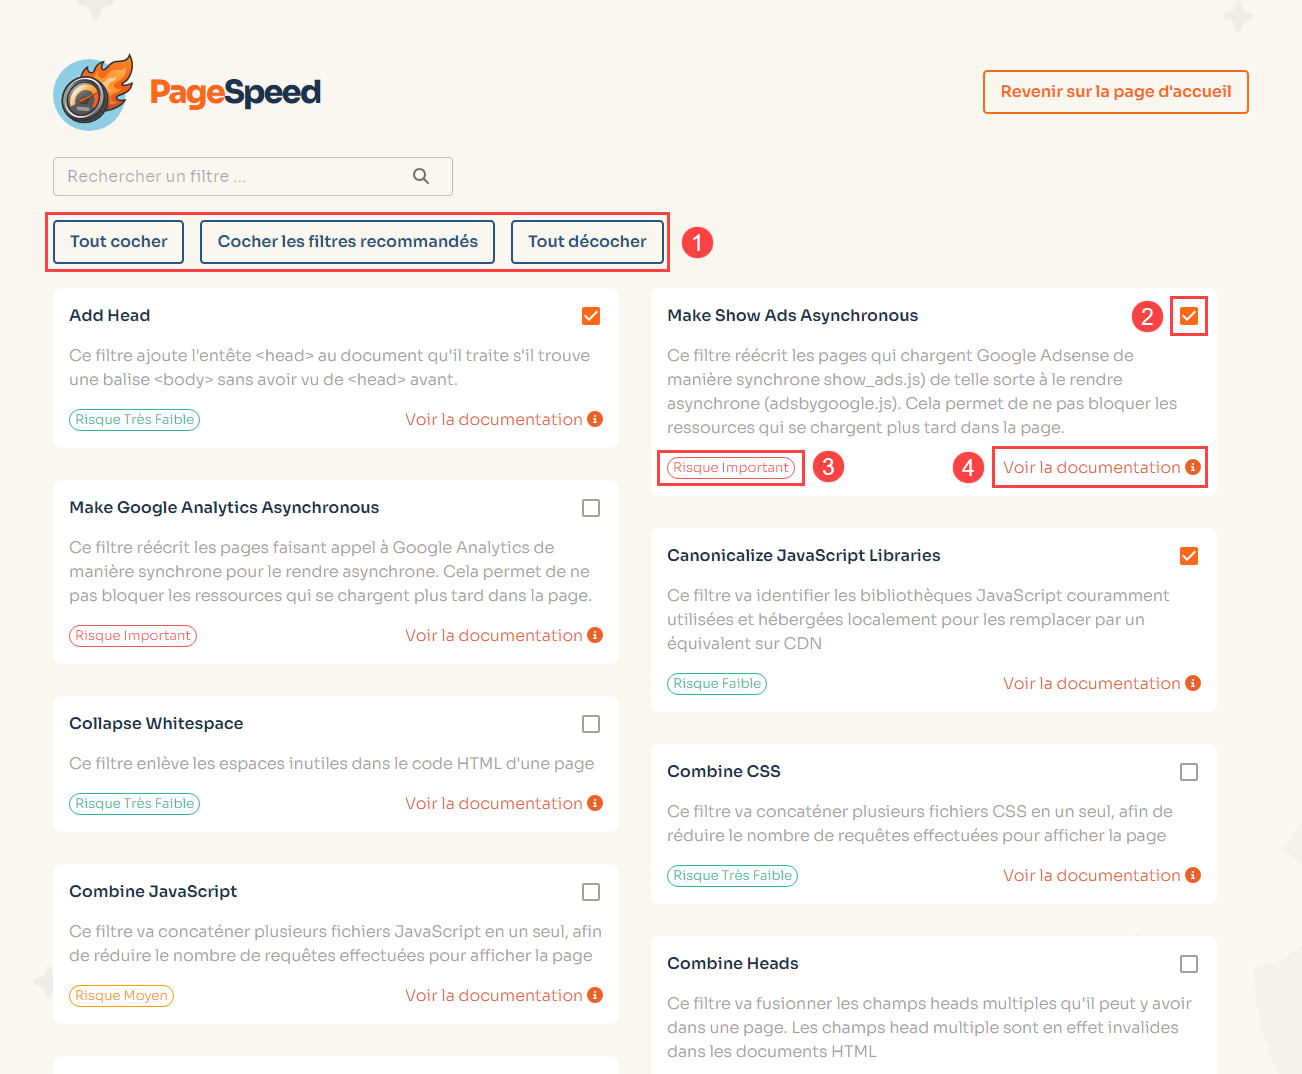 PageSpeed
Revenir sur la page d'accueil
Rechercher un filtre ...
Tout cocher
Cocher les filtres recommandés
Tout décocher
1
Add Head
Ce filtre ajoute l'entête <head> au document qu'il traite s'il trouve
une balise <body> sans avoir vu de <head> avant.
Risque Très Faible
Voir la documentation
Make Show Ads Asynchronous
2
Ce filtre réécrit les pages qui chargent Google Adsense de
manière synchrone show_ads.js) de telle sorte à le rendre
asynchrone (adsbygoogle.js). Cela permet de ne pas bloquer les
ressources qui se chargent plus tard dans la page.
Risque Important
3
4
Voir la documentation
Make Google Analytics Asynchronous
Ce filtre réécrit les pages faisant appel à Google Analytics de
manière synchrone pour le rendre asynchrone. Cela permet de ne
pas bloquer les ressources qui se chargent plus tard dans la page.
Risque Important
Voir la documentation
Canonicalize JavaScript Libraries
Ce filtre va identifier les bibliothèques JavaScript couramment
utilisées et hébergées localement pour les remplacer par un
équivalent sur CDN
Risque Faible
Voir la documentation
Collapse Whitespace
Ce filtre enlève les espaces inutiles dans le code HTML d'une page
Risque Très Faible
Voir la documentation
Combine CSS
Ce filtre va concaténer plusieurs fichiers CSS en un seul, afin de
réduire le nombre de requêtes effectuées pour afficher la page
Risque Très Faible
Voir la documentation
Combine JavaScript
Ce filtre va concaténer plusieurs fichiers JavaScript en un seul, afin
de réduire le nombre de requêtes effectuées pour afficher la page
Risque Moyen
Voir la documentation
Combine Heads
Ce filtre va fusionner les champs heads multiples qu'il peut y avoir
dans une page. Les champs head multiple sont en effet invalides
dans les documents HTML